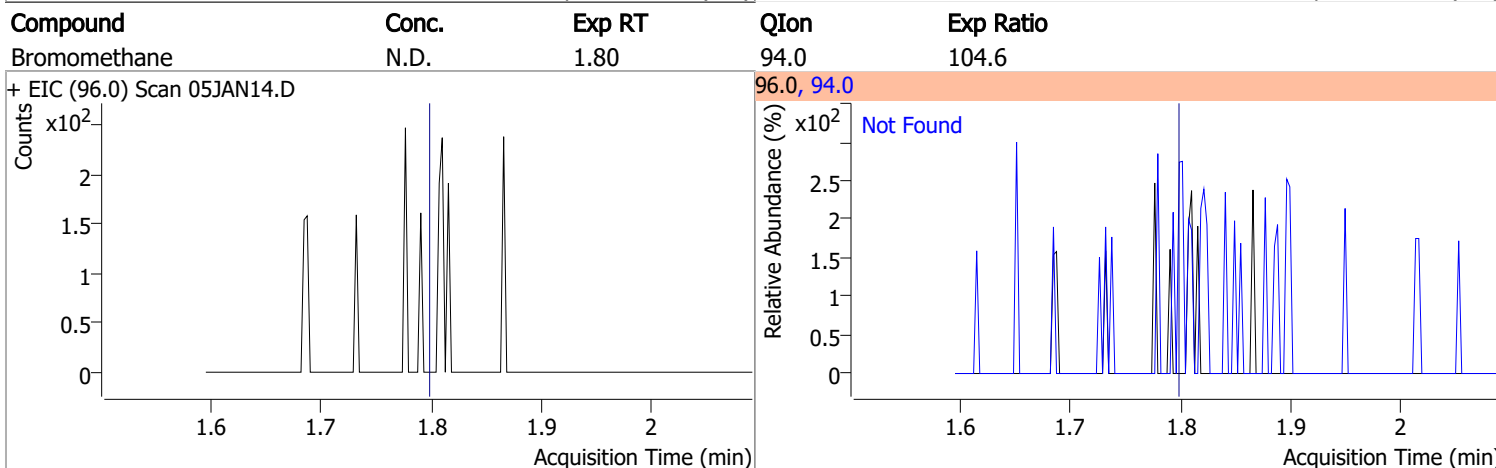 Compound Conc. Exp RT QIon Exp Ratio
Bromomethane N.D. 1.80 94.0 104.6
+ EIC (96.0) Scan 05JAN14.D
Counts
x10²
2
1.5
1
0.5
0
1.6 1.7 1.8 1.9 2
Acquisition Time (min)
96.0, 94.0
Relative Abundance (%)
x10²
Not Found
2.5
2
1.5
1
0.5
0
1.6 1.7 1.8 1.9 2
Acquisition Time (min)